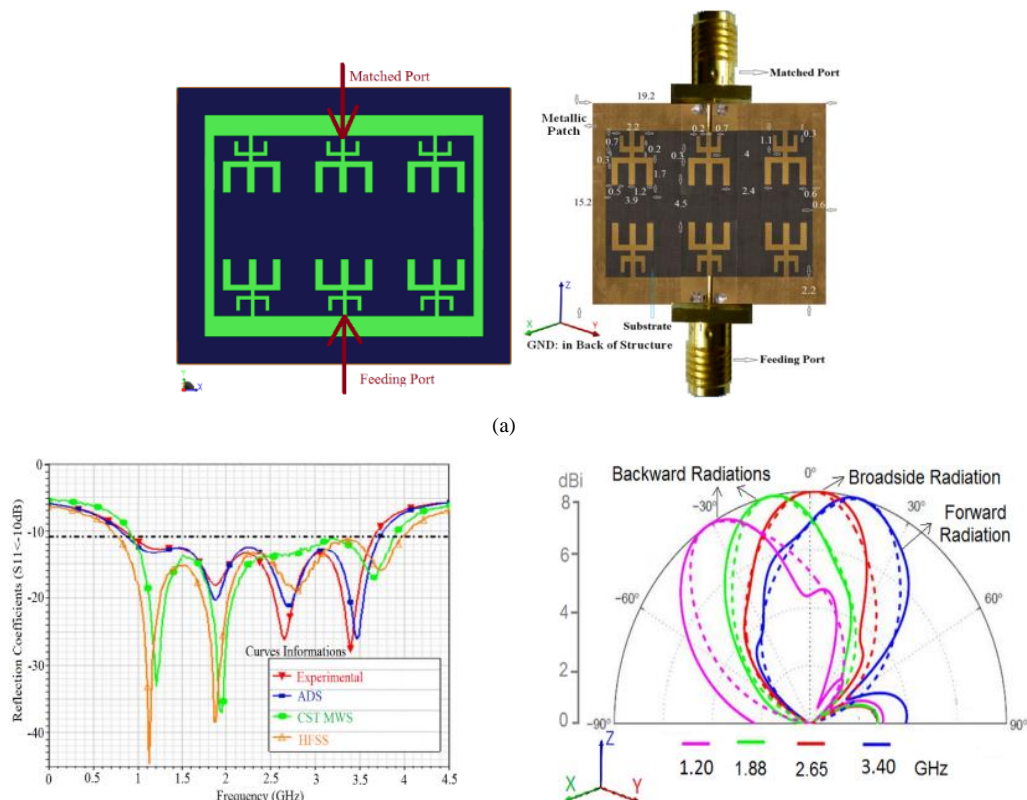 Matched Port
Feeding Port
Y
X
Matched Port
19.2
Metallic
Patch
2.2
0.2
0.7
1
0.3
0.7
0.2
1.1
0.3
0.3
4
1.7
0.5
1.2
2.4
0.6
3.9
0.6
15.2
4.5
2.2
Z
X
Y
Substrate
GND: in Back of Structure
Feeding Port
(a)
Reflection Coefficients (S11<-10dB)
0
-5
-10
-20
-30
-40
0
0.5
1
1.5
2
2.5
3
3.5
4
4.5
Frequency (GHz)
Curves Informations
Experimental
ADS
CST MWS
HFSS
dBi
8
6
4
2
0
Backward Radiations
0°
Broadside Radiation
−30°
30°
Forward
Radiation
−60°
60°
−90°
90°
1.20
1.88
2.65
3.40
GHz
Z
X
Y